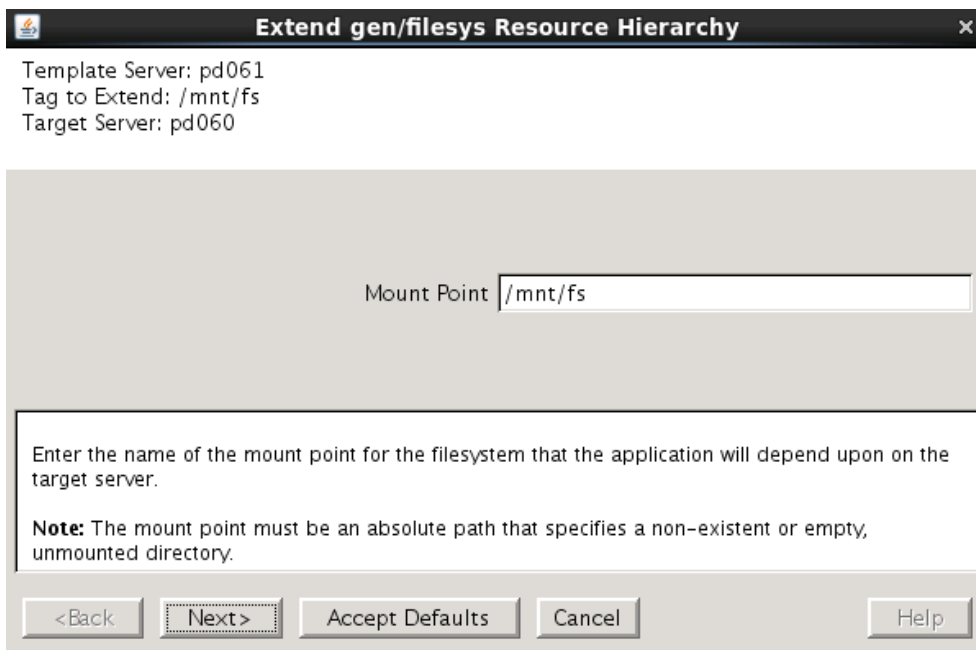 Extend gen/filesys Resource Hierarchy
Template Server: pd061
Tag to Extend: /mnt/fs
Target Server: pd060
Mount Point /mnt/fs
Enter the name of the mount point for the filesystem that the application will depend upon on the
target server.
Note: The mount point must be an absolute path that specifies a non-existent or empty,
unmounted directory.
<Back Next> Accept Defaults Cancel Help